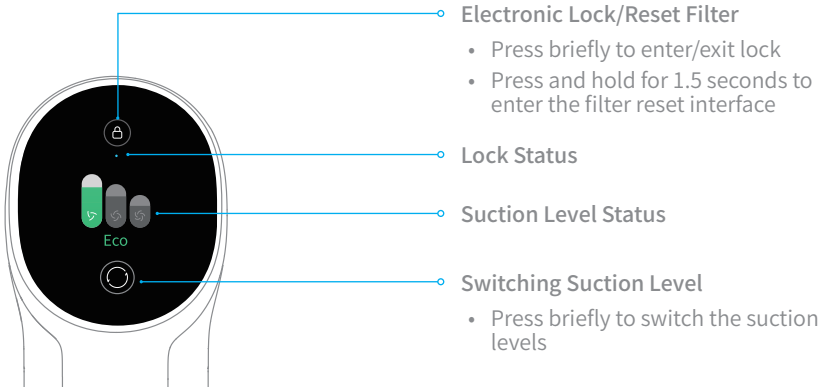 Electronic Lock/Reset Filter
• Press briefly to enter/exit lock
• Press and hold for 1.5 seconds to
enter the filter reset interface
Lock Status
Suction Level Status
Eco
Switching Suction Level
• Press briefly to switch the suction
levels